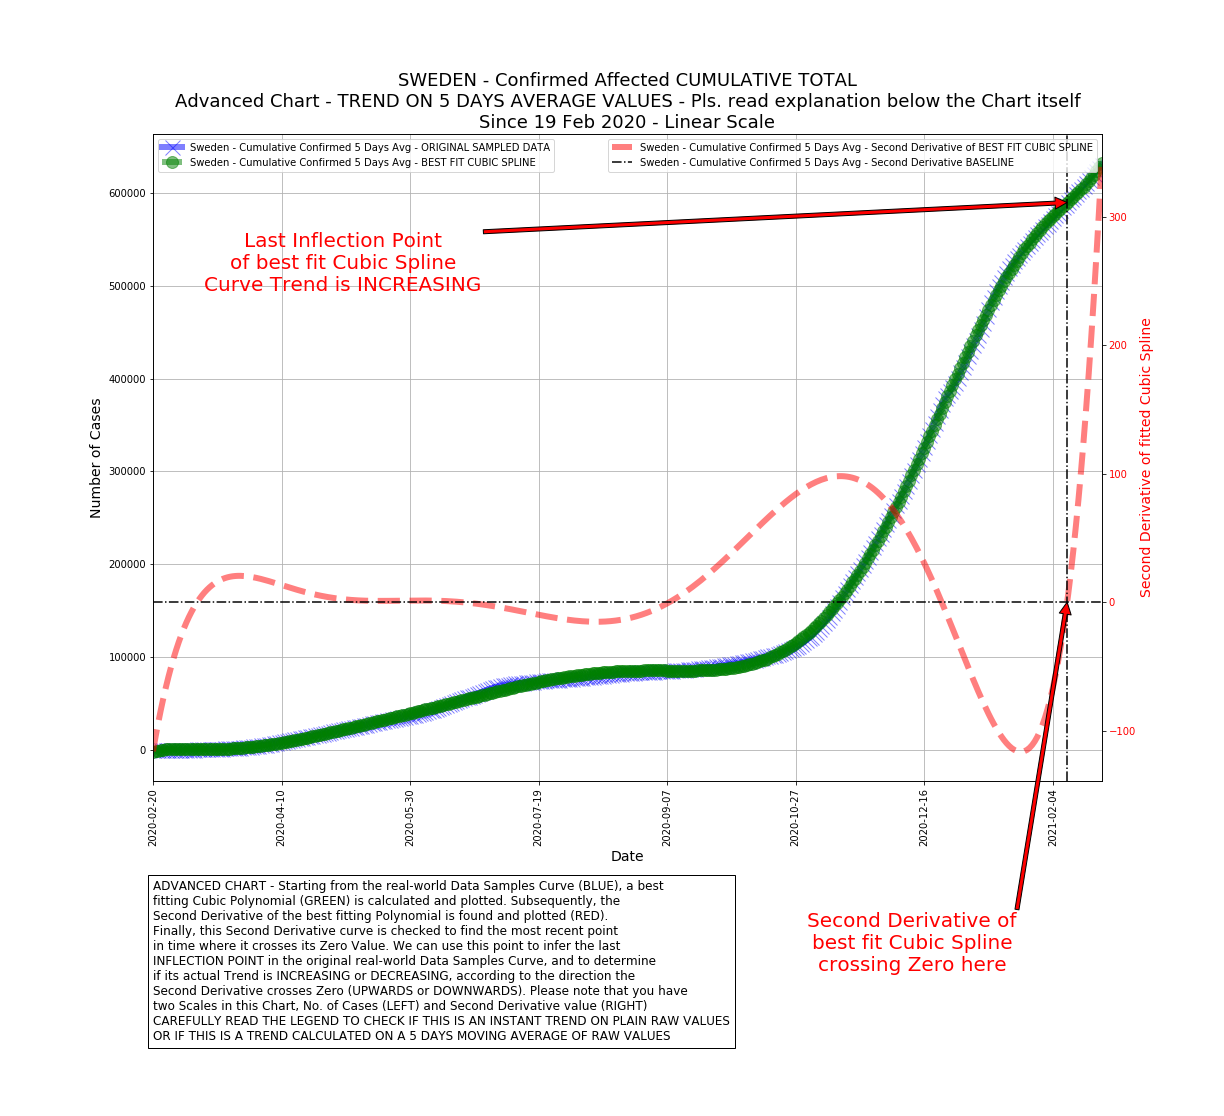 SWEDEN - Confirmed Affected CUMULATIVE TOTAL
Advanced Chart - TREND ON 5 DAYS AVERAGE VALUES - Pls. read explanation below the Chart itself
Since 19 Feb 2020 - Linear Scale
Sweden - Cumulative Confirmed 5 Days Avg - ORIGINAL SAMPLED DATA
Sweden - Cumulative Confirmed 5 Days Avg - BEST FIT CUBIC SPLINE
Sweden - Cumulative Confirmed 5 Days Avg - Second Derivative of BEST FIT CUBIC SPLINE
Sweden - Cumulative Confirmed 5 Days Avg - Second Derivative BASELINE
Last Inflection Point
of best fit Cubic Spline
Curve Trend is INCREASING
Number of Cases
600000
500000
400000
300000
200000
100000
0
300
200
100
0
−100
Second Derivative of fitted Cubic Spline
2020-02-20
2020-04-10
2020-05-30
2020-07-19
2020-09-07
2020-10-27
2020-12-16
2021-02-04
Date
ADVANCED CHART - Starting from the real-world Data Samples Curve (BLUE), a best
fitting Cubic Polynomial (GREEN) is calculated and plotted. Subsequently, the
Second Derivative of the best fitting Polynomial is found and plotted (RED).
Finally, this Second Derivative curve is checked to find the most recent point
in time where it crosses its Zero Value. We can use this point to infer the last
INFLECTION POINT in the original real-world Data Samples Curve, and to determine
if its actual Trend is INCREASING or DECREASING, according to the direction the
Second Derivative crosses Zero (UPWARDS or DOWNWARDS). Please note that you have
two Scales in this Chart, No. of Cases (LEFT) and Second Derivative value (RIGHT)
CAREFULLY READ THE LEGEND TO CHECK IF THIS IS AN INSTANT TREND ON PLAIN RAW VALUES
OR IF THIS IS A TREND CALCULATED ON A 5 DAYS MOVING AVERAGE OF RAW VALUES
Second Derivative of
best fit Cubic Spline
crossing Zero here